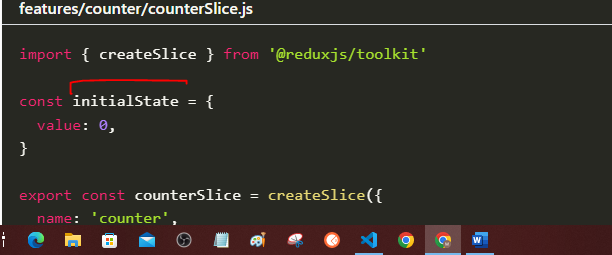 features/counter/counterSlice.js
import { createSlice } from '@reduxjs/toolkit'
const initialState = {
  value: 0,
}
export const counterSlice = createSlice({
  name: 'counter',